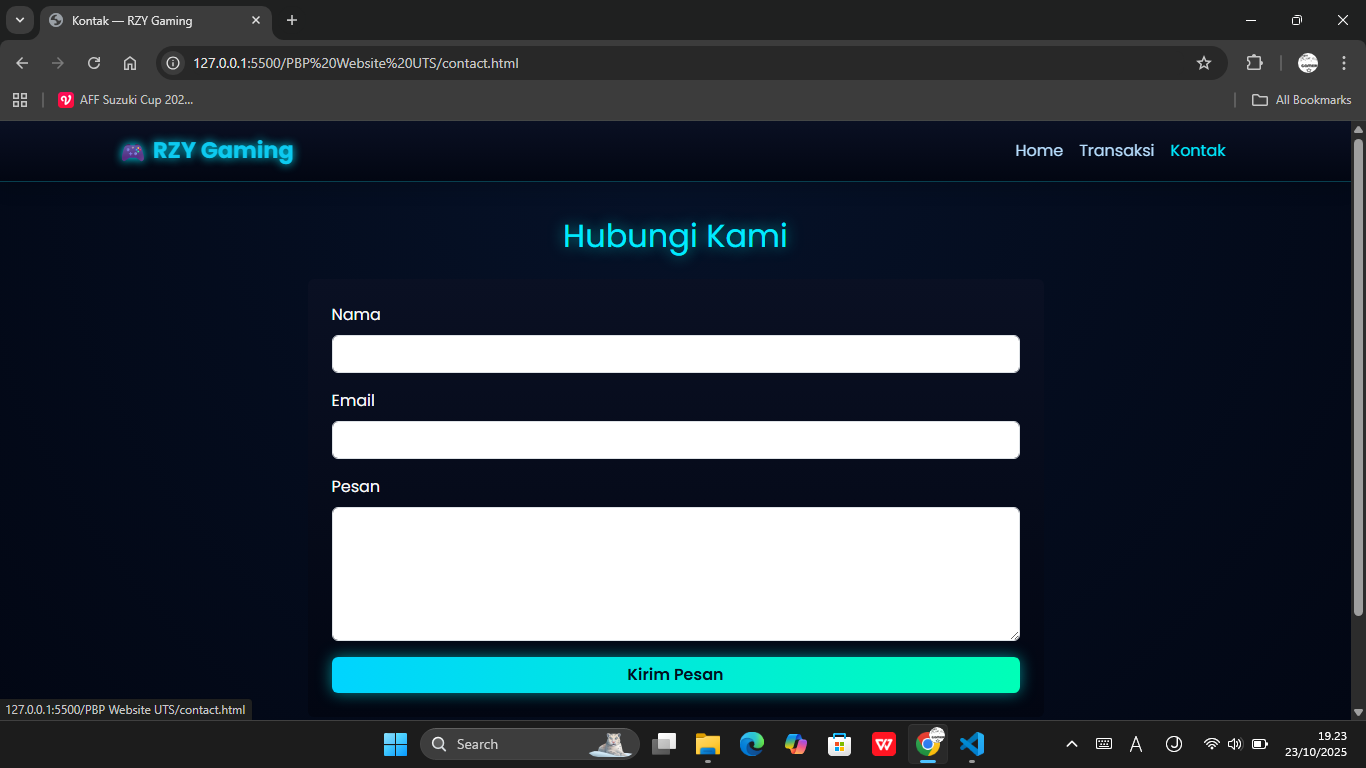 Kontak — RZY Gaming
127.0.0.1:5500/PBP%20Website%20UTS/contact.html
AFF Suzuki Cup 202...
All Bookmarks
RZY Gaming
Home Transaksi Kontak
Hubungi Kami
Nama
Email
Pesan
Kirim Pesan
127.0.0.1:5500/PBP Website UTS/contact.html
Search
19.23
23/10/2025